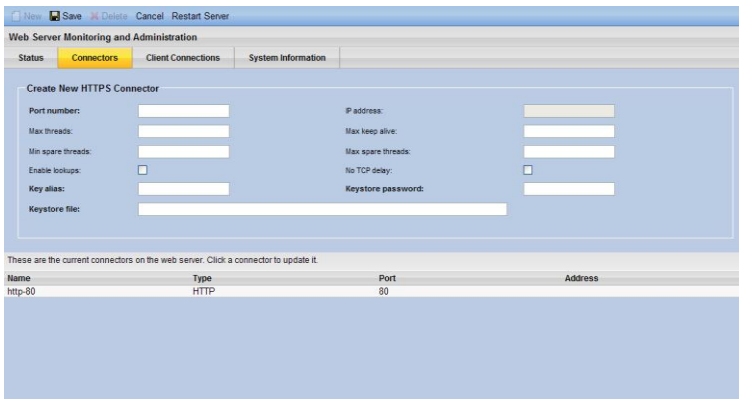 New Save Delete Cancel Restart Server
Web Server Monitoring and Administration
Status Connectors Client Connections System Information
Create New HTTPS Connector
Port number: IP address:
Max threads: Max keep alive:
Min spare threads: Max spare threads:
Enable lookups: No TCP delay:
Key alias: Keystore password:
Keystore file:
These are the current connectors on the web server. Click a connector to update it.
Name Type Port Address
http-80 HTTP 80